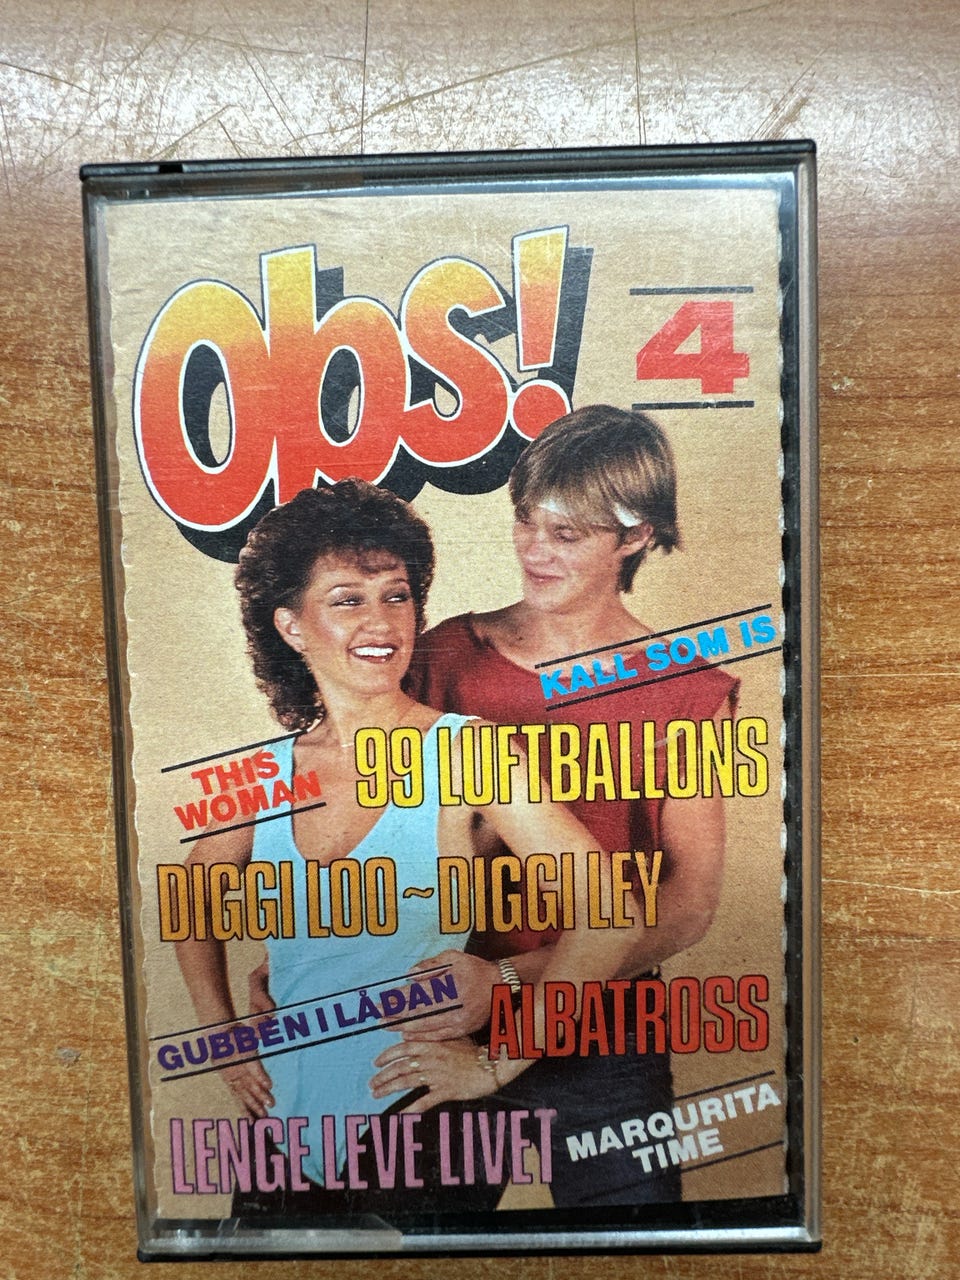 Obs!
4
KALL SOM IS
THIS
WOMAN
99 LUFTBALLONS
DIGGI LOO~DIGGI LEY
GUBBEN I LÅDAN
ALBATROSS
LENGE LEVE LIVET
MARQURITA
TIME